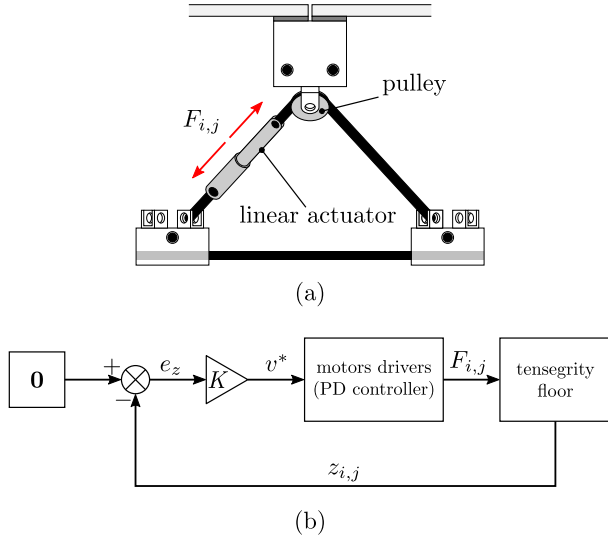 pulley
F_{i,j}
linear actuator
(a)
0
+
−
e_z
K
v*
motors drivers
(PD controller)
F_{i,j}
tensegrity
floor
z_{i,j}
(b)